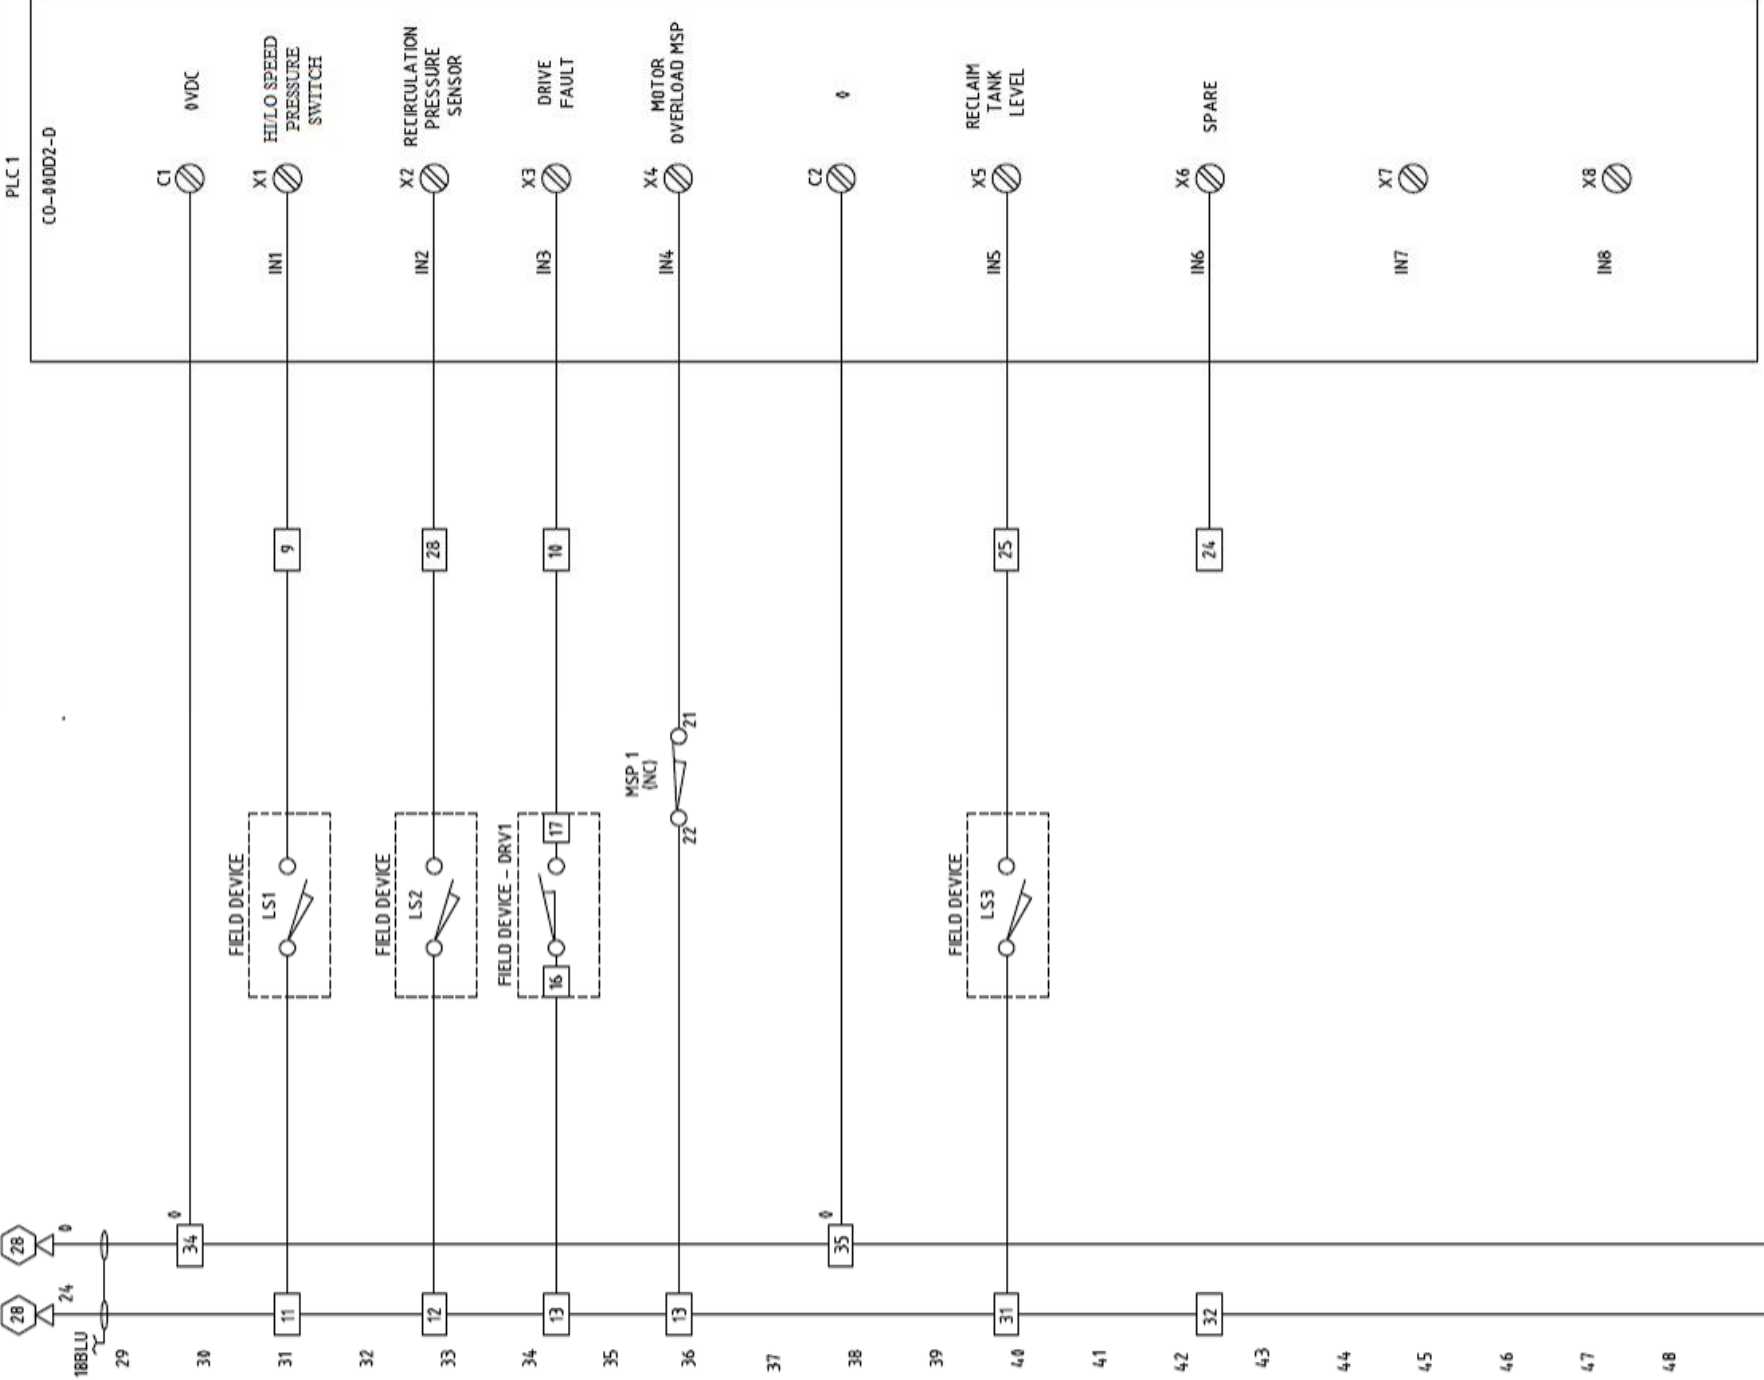 PLC 1
28
28
C0-00DD2-D
24
0
18BLU
29
0
C1
0VDC
34
30
FIELD DEVICE
HI/LO SPEED
PRESSURE
SWITCH
LS1
IN1
X1
31
11
9
32
FIELD DEVICE
RECIRCULATION
PRESSURE
SENSOR
LS2
IN2
X2
12
28
33
FIELD DEVICE - DRV1
DRIVE
FAULT
IN3
X3
34
13
16
17
10
35
MSP 1
(NC)
MOTOR
OVERLOAD MSP
IN4
X4
13
22
21
36
37
0
C2
0
35
38
39
FIELD DEVICE
RECLAIM
TANK
LEVEL
LS3
IN5
X5
31
25
40
41
42
IN6
X6
SPARE
32
24
43
44
IN7
X7
45
46
47
IN8
X8
48